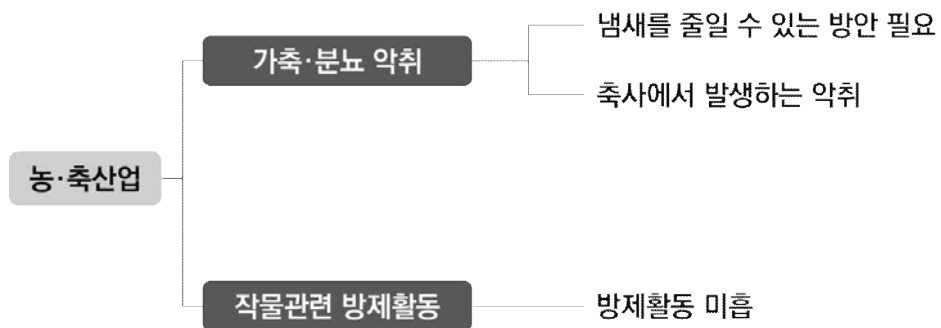 냄새를 줄일 수 있는 방안 필요
가축·분뇨 악취
축사에서 발생하는 악취
농·축산업
작물관련 방제활동
방제활동 미흡